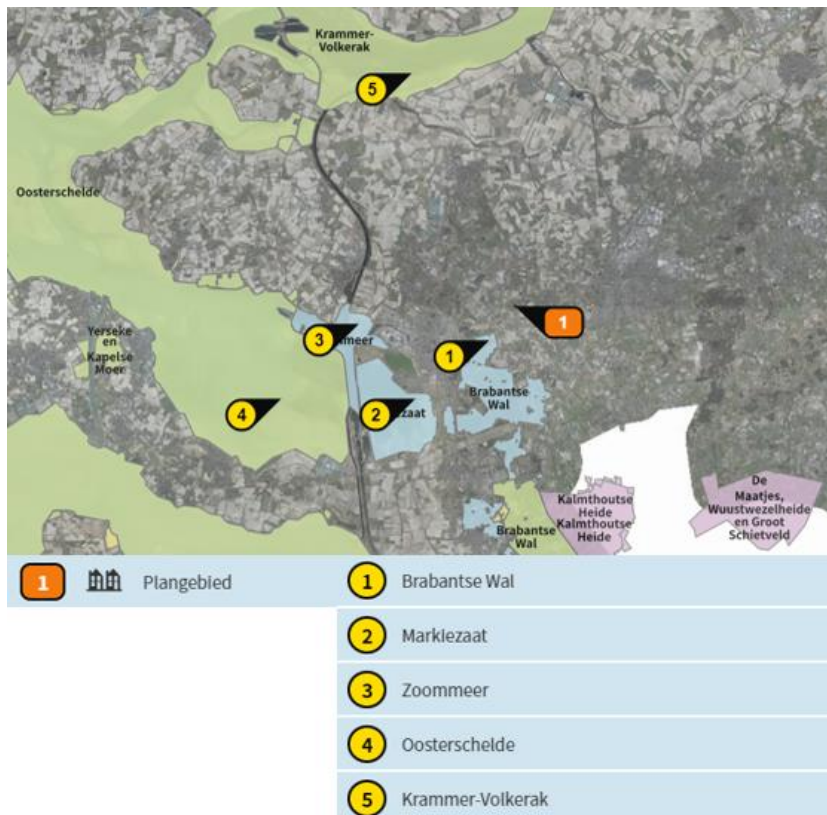 Krammer-
Volkerak
5
Oosterschelde
1
3
meer
Yerseke
en
Kapelse
Moer
1
Brabantse
Wal
4
2
zaat
De
Maatjes,
Wuustwezelheide
en Groot
Schietveld
Kalmthoutse
Heide
Kalmthoutse
Heide
Brabantse
Wal
1 Plangebied
1 Brabantse Wal
2 Markiezaat
3 Zoommeer
4 Oosterschelde
5 Krammer-Volkerak